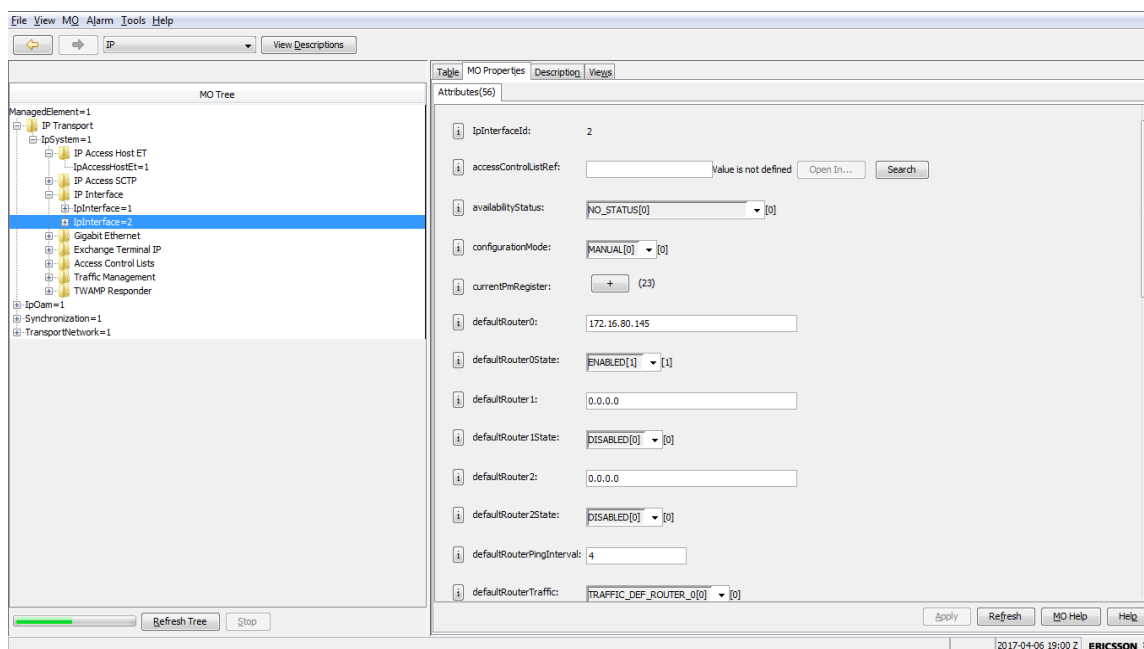 File View MO Alarm Tools Help
IP View Descriptions
MO Tree
ManagedElement=1
IP Transport
IpSystem=1
IP Access Host ET
IpAccessHostEt=1
IP Access SCTP
IP Interface
IpInterface=1
IpInterface=2
Gigabit Ethernet
Exchange Terminal IP
Access Control Lists
Traffic Management
TWAMP Responder
IpOam=1
Synchronization=1
TransportNetwork=1
Refresh Tree Stop
Table MO Properties Description Views
Attributes(56)
i IpInterfaceId: 2
i accessControlListRef: Value is not defined Open In... Search
i availabilityStatus: NO_STATUS[0] [0]
i configurationMode: MANUAL[0] [0]
i currentPmRegister: + (23)
i defaultRouter0: 172.16.80.145
i defaultRouter0State: ENABLED[1] [1]
i defaultRouter1: 0.0.0.0
i defaultRouter1State: DISABLED[0] [0]
i defaultRouter2: 0.0.0.0
i defaultRouter2State: DISABLED[0] [0]
i defaultRouterPingInterval: 4
i defaultRouterTraffic: TRAFFIC_DEF_ROUTER_0[0] [0]
Apply Refresh MO Help Help
2017-04-06 19:00 Z ERICSSON